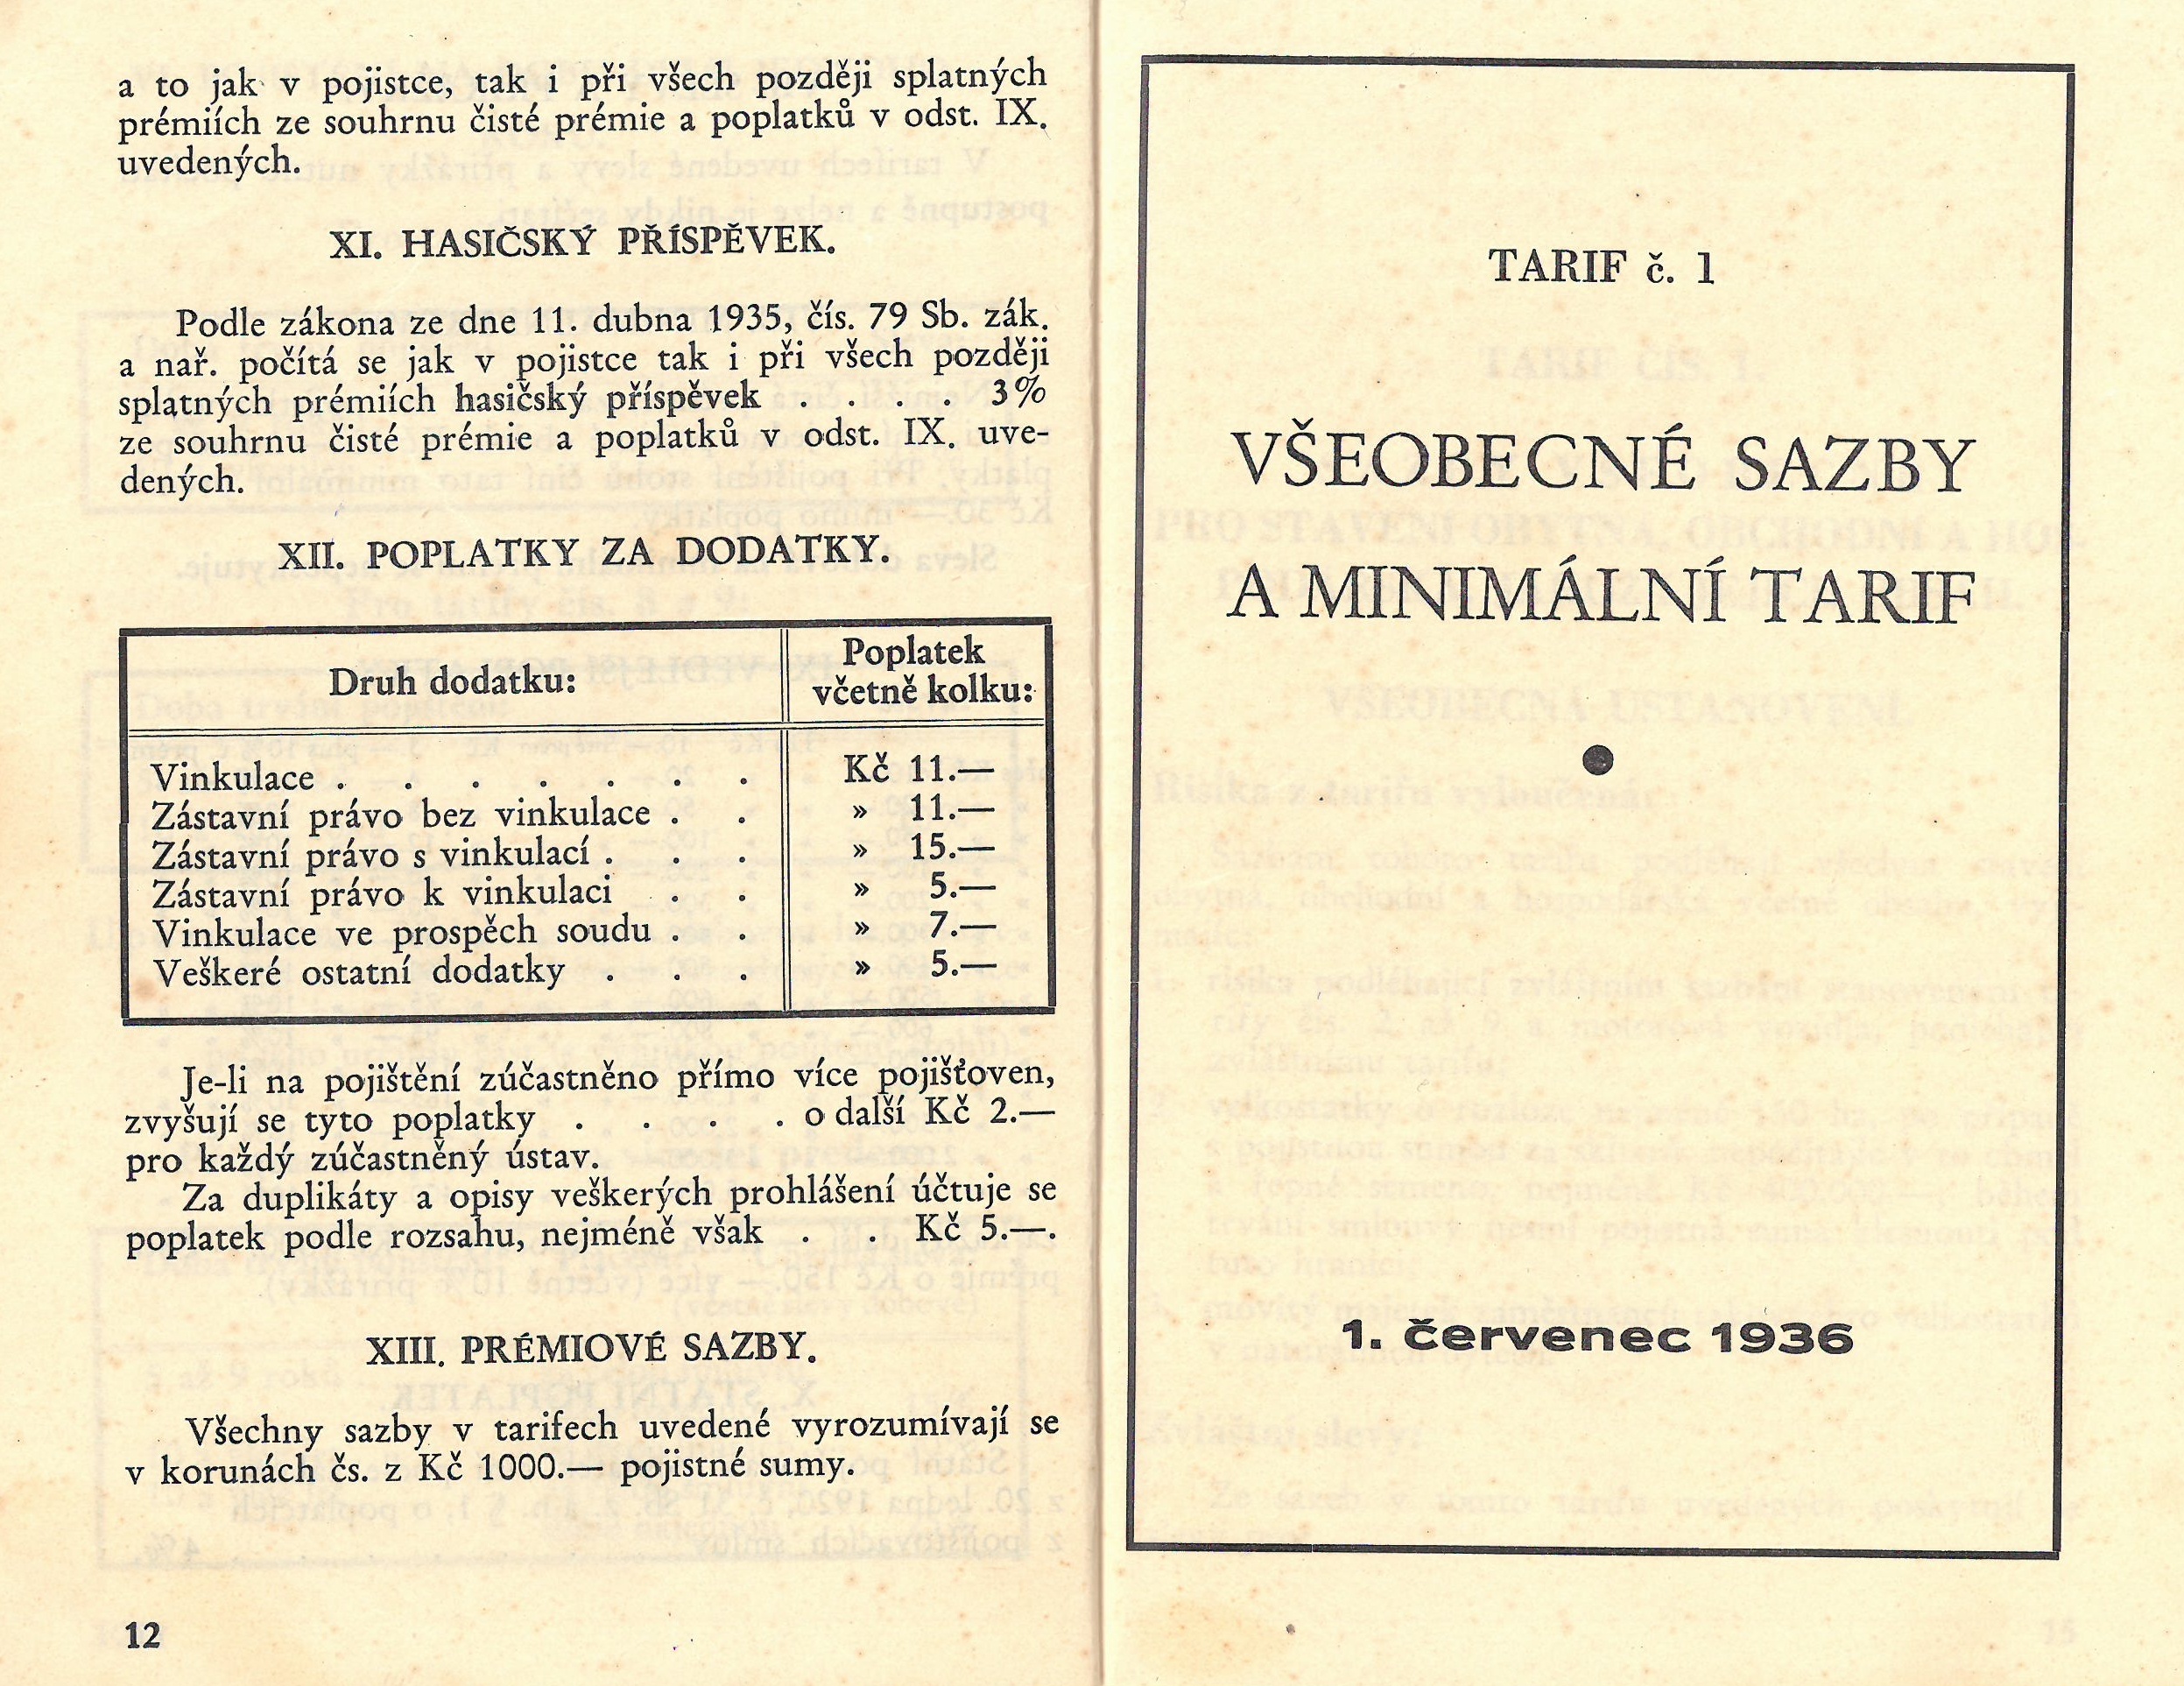 a to jak v pojistce, tak i při všech později splatných
prémiích ze souhrnu čisté prémie a poplatků v odst. IX.
uvedených.
XI. HASIČSKÝ PŘÍSPĚVEK.
Podle zákona ze dne 11. dubna 1935, čís. 79 Sb. zák.
a nař. počítá se jak v pojistce tak i při všech později
splatných prémiích hasičský příspěvek . . . . 3%
ze souhrnu čisté prémie a poplatků v odst. IX. uve-
dených.
XII. POPLATKY ZA DODATKY.
Druh dodatku:
Poplatek
včetně kolku:
Vinkulace . . . . . . . Kč 11.—
Zástavní právo bez vinkulace . . » 11.—
Zástavní právo s vinkulací . . . » 15.—
Zástavní právo k vinkulaci . . » 5.—
Vinkulace ve prospěch soudu . . » 7.—
Veškeré ostatní dodatky . . . » 5.—
Je-li na pojištění zúčastněno přímo více pojišťoven,
zvyšují se tyto poplatky . . . . o další Kč 2.—
pro každý zúčastněný ústav.
Za duplikáty a opisy veškerých prohlášení účtuje se
poplatek podle rozsahu, nejméně však . . Kč 5.—.
XIII. PRÉMIOVÉ SAZBY.
Všechny sazby v tarifech uvedené vyrozumívají se
v korunách čs. z Kč 1000.— pojistné sumy.
12
TARIF č. 1
VŠEOBECNÉ SAZBY
A MINIMÁLNÍ TARIF
1. červenec 1936